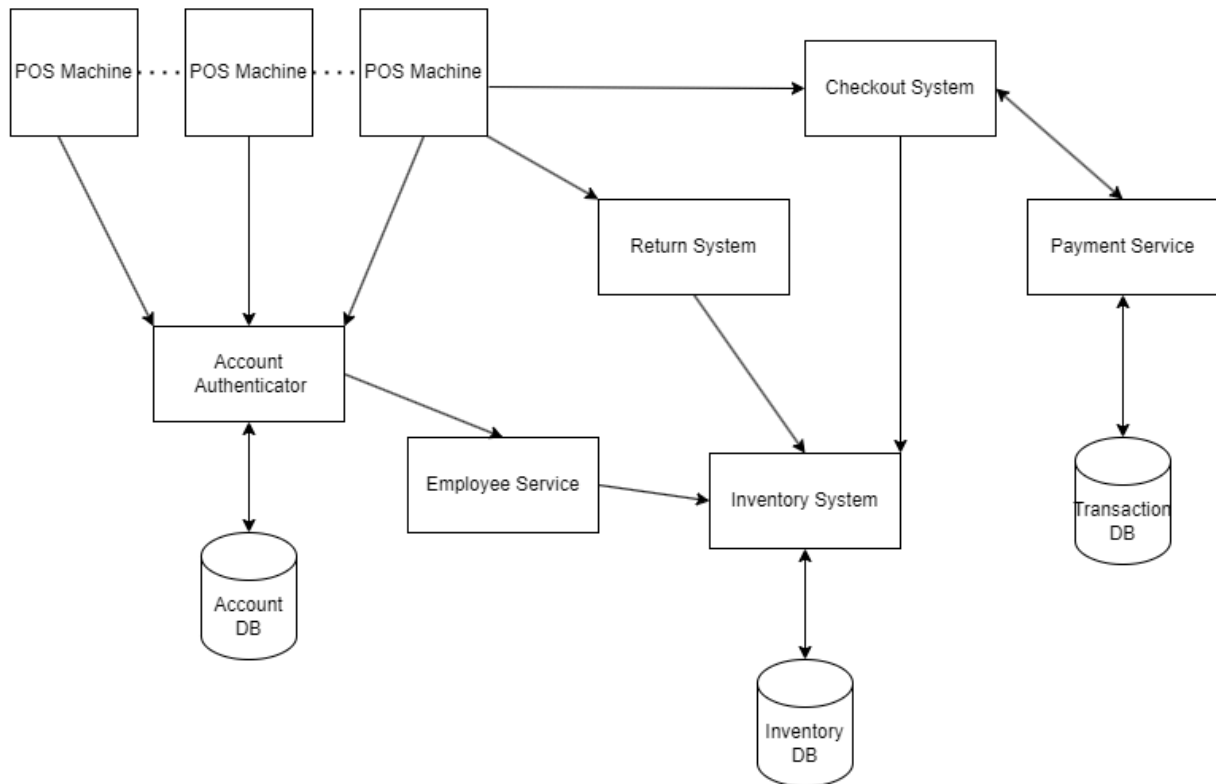 POS Machine
POS Machine
POS Machine
Checkout System
Return System
Payment Service
Account
Authenticator
Employee Service
Inventory System
Transaction
DB
Account
DB
Inventory
DB